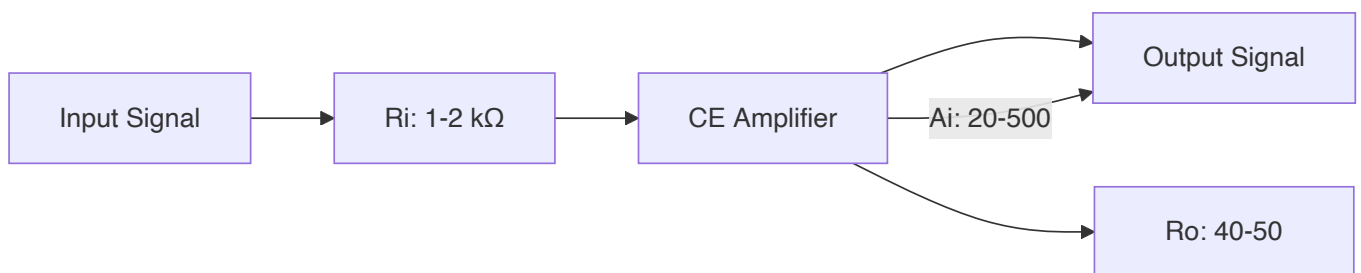 Input Signal
Ri: 1-2 kΩ
CE Amplifier
Ai: 20-500
Output Signal
Ro: 40-50